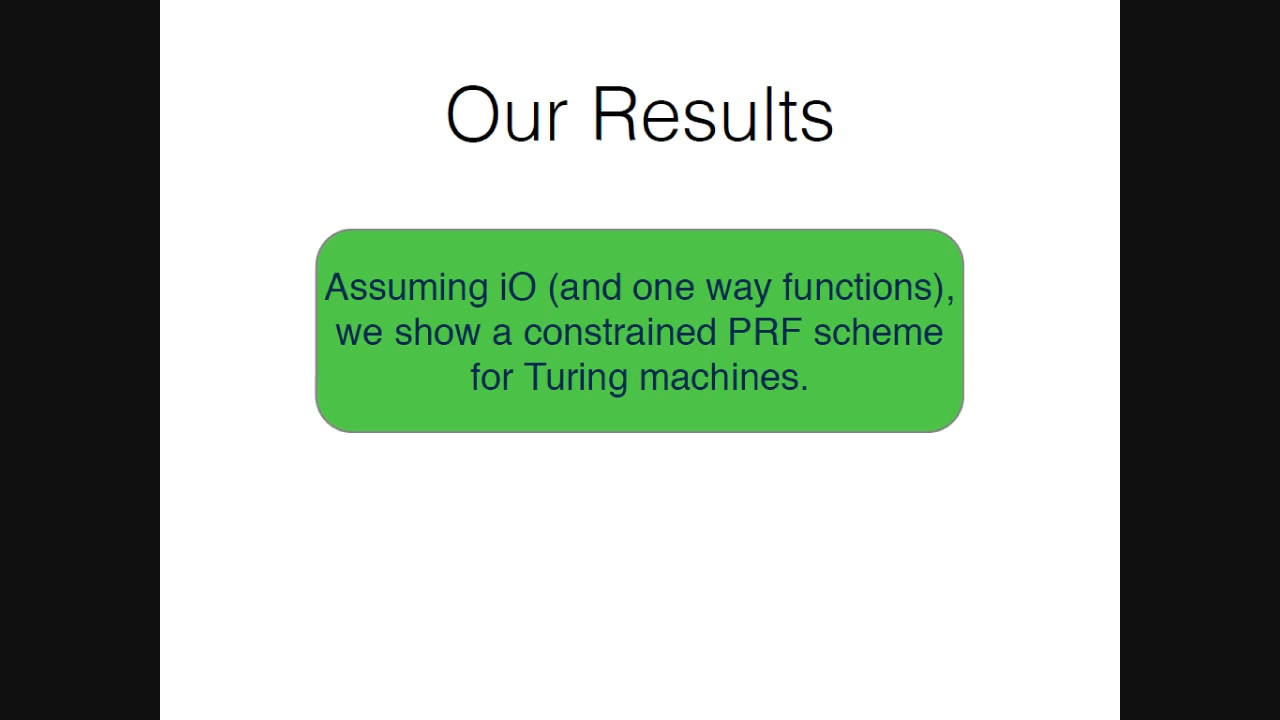 Our Results
Assuming iO (and one way functions),
we show a constrained PRF scheme
for Turing machines.